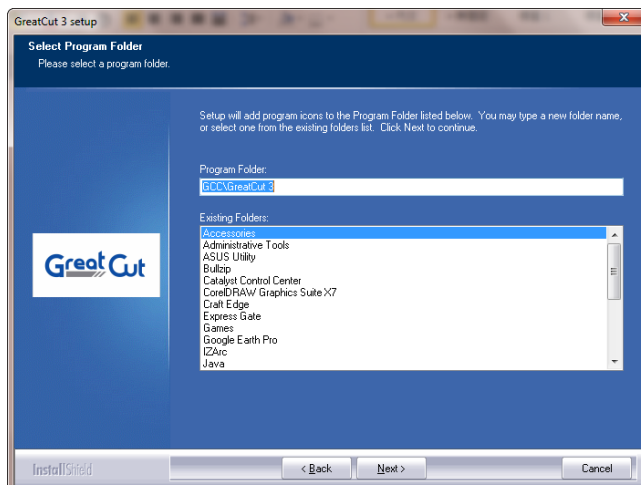 GreatCut 3 setup
Select Program Folder
Please select a program folder.
Setup will add program icons to the Program Folder listed below.  You may type a new folder name,
or select one from the existing folders list.  Click Next to continue.
Program Folder:
GCC\GreatCut 3
Existing Folders:
Accessories
Administrative Tools
ASUS Utility
Bullzip
Catalyst Control Center
CorelDRAW Graphics Suite X7
Craft Edge
Express Gate
Games
Google Earth Pro
IZArc
Java
Great Cut
InstallShield
< Back
Next >
Cancel